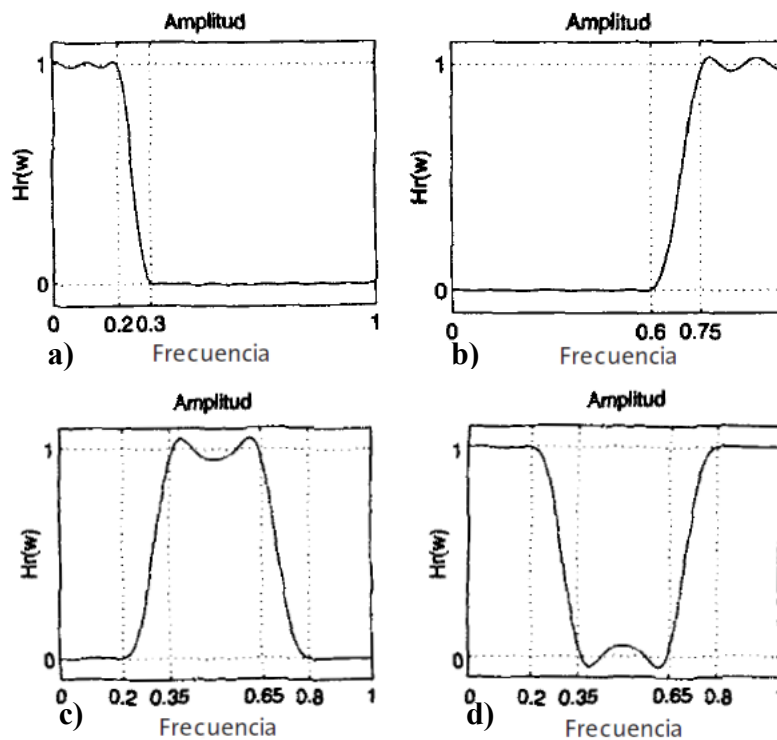 Amplitud
1
Hr(w)
0
0 0.2 0.3 1
a) Frecuencia
Amplitud
1
Hr(w)
0
0 0.6 0.75
b) Frecuencia
Amplitud
1
Hr(w)
0
0 0.2 0.35 0.65 0.8 1
c) Frecuencia
Amplitud
1
Hr(w)
0
0 0.2 0.35 0.65 0.8
d) Frecuencia